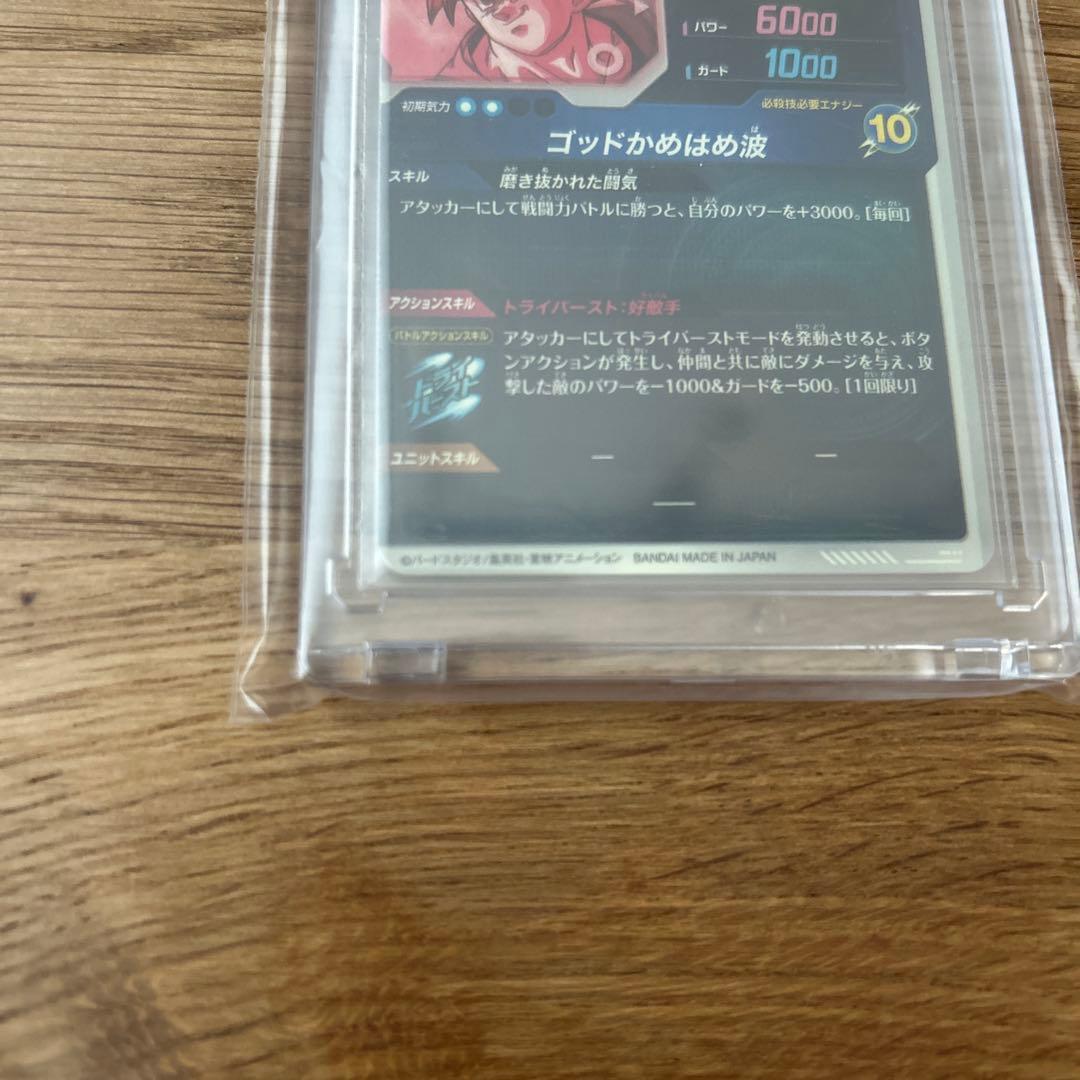 パワー 6000
ガード 1000
初期気力
必殺技必要エナジー 10
ゴッドかめはめ波
スキル 磨き抜かれた闘気
アタッカーにして戦闘力バトルに勝つと、自分のパワーを+3000。[毎回]
アクションスキル トライバースト:好敵手
バトルアクションスキル
トライバースト
アタッカーにしてトライバーストモードを発動させると、ボタ
ンアクションが発生し、仲間と共に敵にダメージを与え、攻
撃した敵のパワーを−1000&ガードを−500。[1回限り]
ユニットスキル — —
—
©バードスタジオ/集英社・東映アニメーション BANDAI MADE IN JAPAN